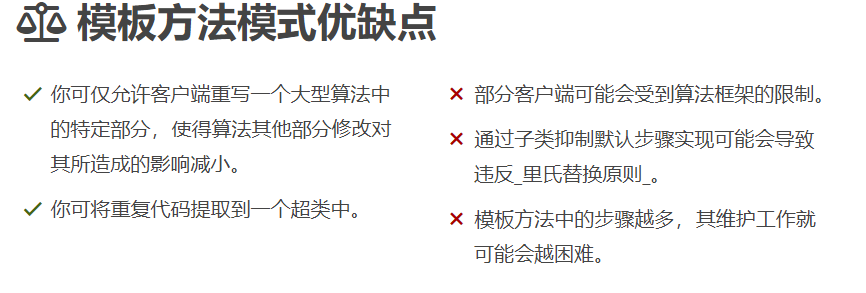 模板方法模式优缺点
你可仅允许客户端重写一个大型算法中
的特定部分，使得算法其他部分修改对
其所造成的影响减小。
你可将重复代码提取到一个超类中。
部分客户端可能会受到算法框架的限制。
通过子类抑制默认步骤实现可能会导致
违反_里氏替换原则_。
模板方法中的步骤越多，其维护工作就
可能会越困难。